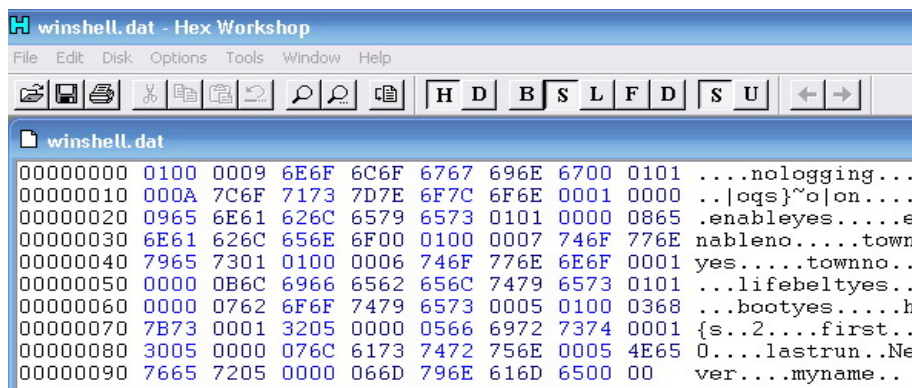 winshell.dat - Hex Workshop
File Edit Disk Options Tools Window Help
H D B S L F D S U
winshell.dat
00000000 0100 0009 6E6F 6C6F 6767 696E 6700 0101 ....nologging...
00000010 000A 7C6F 7173 7D7E 6F7C 6F6E 0001 0000 ..|oqs}~o|on....
00000020 0965 6E61 626C 6579 6573 0101 0000 0865 .enableyes.....e
00000030 6E61 626C 656E 6F00 0100 0007 746F 776E nableno.....town
00000040 7965 7301 0100 0006 746F 776E 6E6F 0001 yes.....townno..
00000050 0000 0B6C 6966 6562 656C 7479 6573 0101 ...lifebeltyes..
00000060 0000 0762 6F6F 7479 6573 0005 0100 0368 ...bootyes.....h
00000070 7B73 0001 3205 0000 0566 6972 7374 0001 {s..2....first..
00000080 3005 0000 076C 6173 7472 756E 0005 4E65 0....lastrun..Ne
00000090 7665 7205 0000 066D 796E 616D 6500 00 ver....myname..